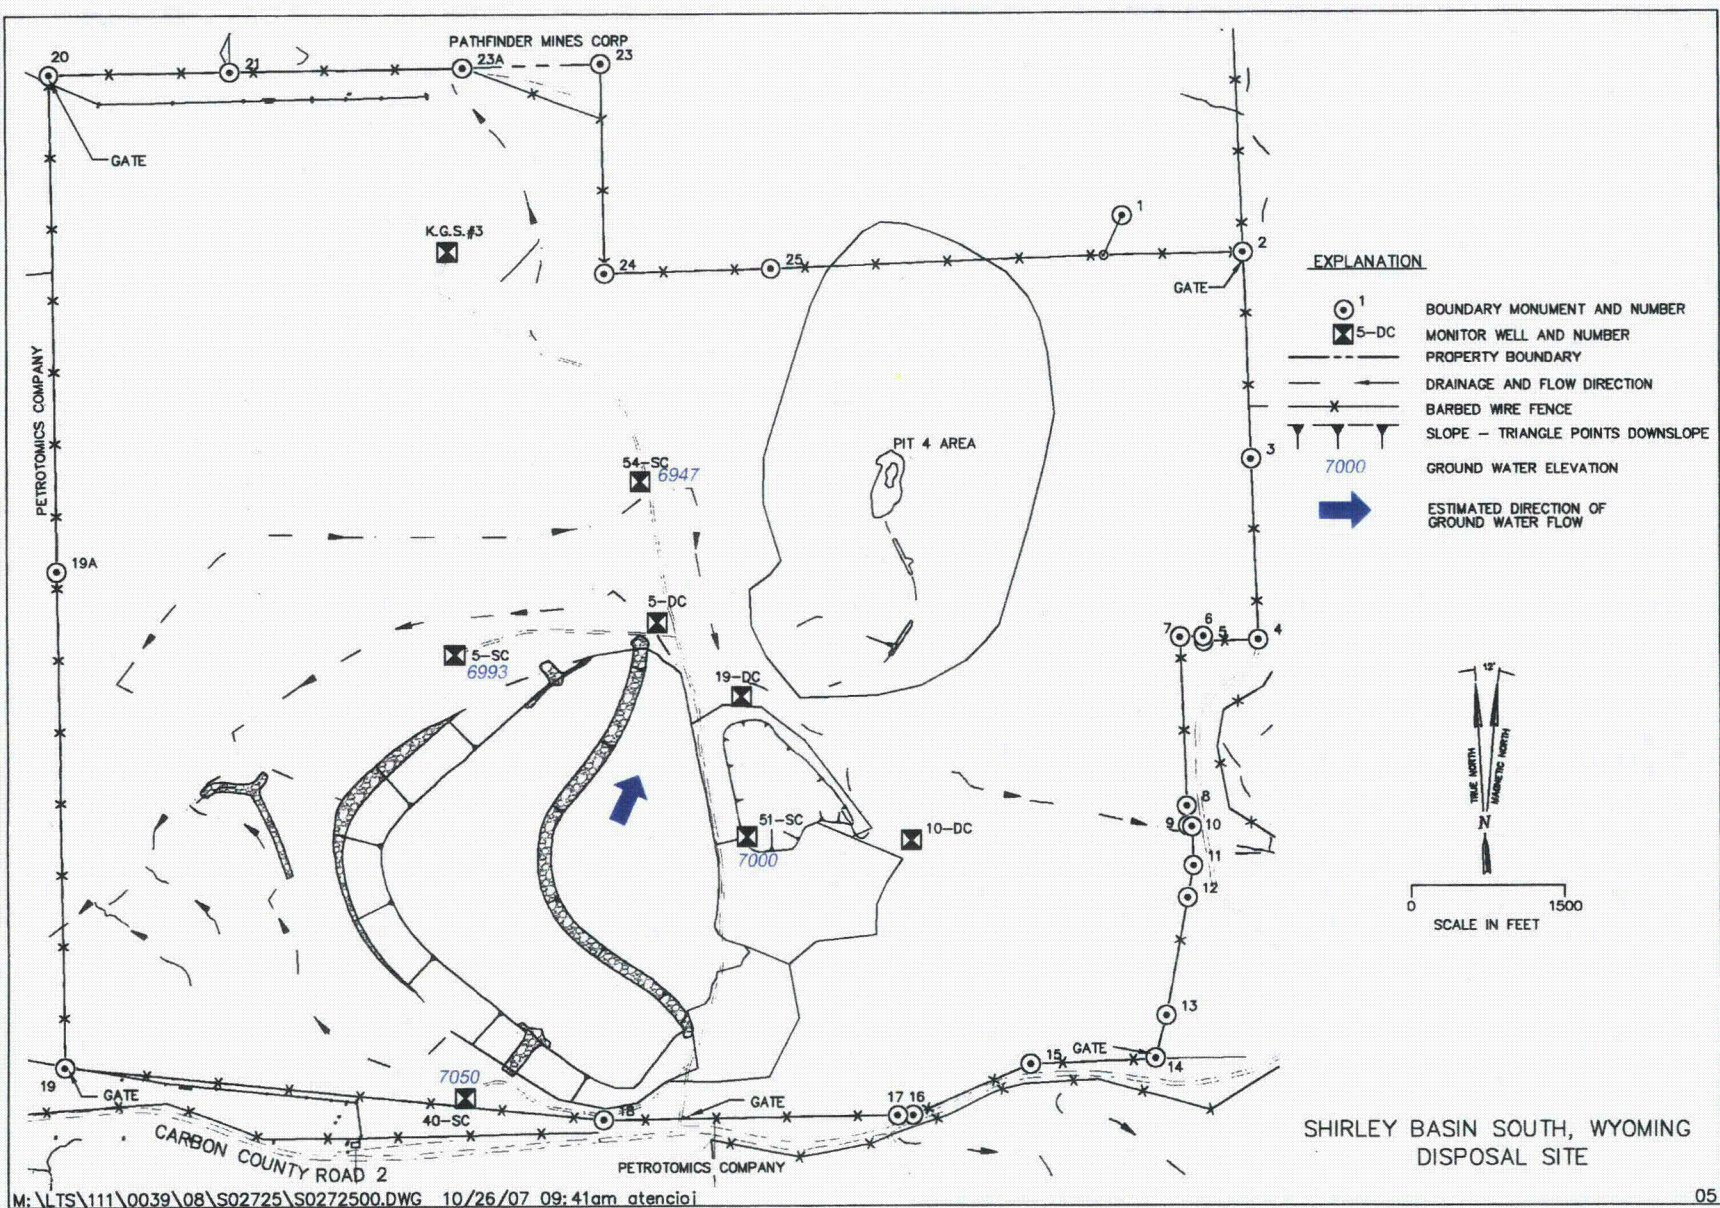 PATHFINDER MINES CORP
20
21
23A
23
GATE
1
K.G.S.#3
24
25
2
GATE
EXPLANATION
1 BOUNDARY MONUMENT AND NUMBER
5-DC MONITOR WELL AND NUMBER
PROPERTY BOUNDARY
DRAINAGE AND FLOW DIRECTION
BARBED WIRE FENCE
SLOPE - TRIANGLE POINTS DOWNSLOPE
7000 GROUND WATER ELEVATION
ESTIMATED DIRECTION OF
GROUND WATER FLOW
PETROTOMICS COMPANY
PIT 4 AREA
3
54-SC
6947
19A
5-DC
7
6
5
4
5-SC
6993
19-DC
12'
TRUE NORTH
MAGNETIC NORTH
N
8
51-SC
7000
10-DC
9
10
11
12
0 1500
SCALE IN FEET
13
GATE
14
15
19
GATE
7050
40-SC
18
GATE
17
16
CARBON COUNTY ROAD 2
PETROTOMICS COMPANY
SHIRLEY BASIN SOUTH, WYOMING
DISPOSAL SITE
M:\LTS\111\0039\08\S02725\S0272500.DWG 10/26/07 09:41am atencioj
05